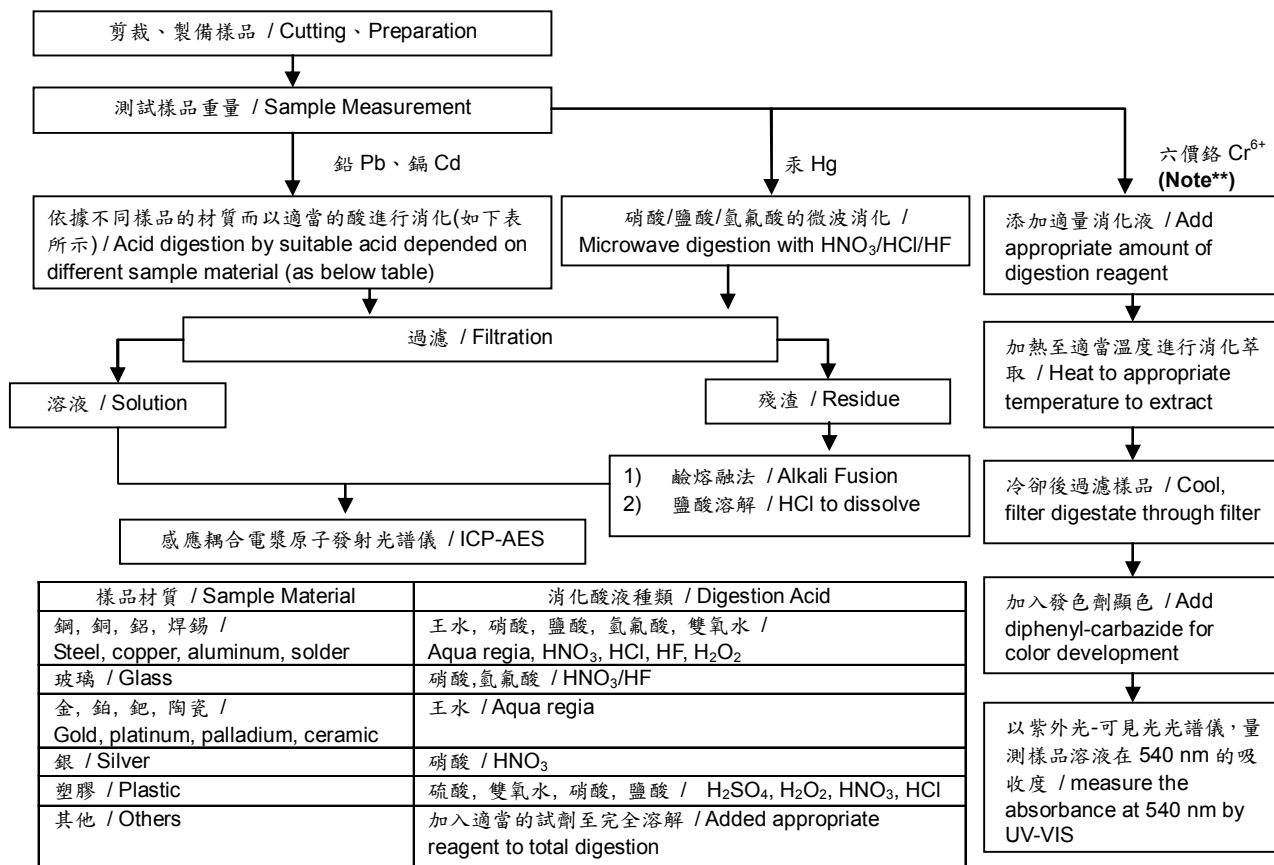 剪裁、製備樣品 / Cutting、Preparation
測試樣品重量 / Sample Measurement
鉛 Pb、鎘 Cd
汞 Hg
六價鉻 Cr⁶⁺
(Note**)
依據不同樣品的材質而以適當的酸進行消化(如下表
所示) / Acid digestion by suitable acid depended on
different sample material (as below table)
硝酸/鹽酸/氫氟酸的微波消化 /
Microwave digestion with HNO₃/HCl/HF
添加適量消化液 / Add
appropriate amount of
digestion reagent
過濾 / Filtration
加熱至適當溫度進行消化萃
取 / Heat to appropriate
temperature to extract
溶液 / Solution
殘渣 / Residue
1) 鹼熔融法 / Alkali Fusion
2) 鹽酸溶解 / HCl to dissolve
冷卻後過濾樣品 / Cool,
filter digestate through filter
感應耦合電漿原子發射光譜儀 / ICP-AES
加入發色劑顯色 / Add
diphenyl-carbazide for
color development
以紫外光-可見光光譜儀，量
測樣品溶液在 540 nm 的吸
收度 / measure the
absorbance at 540 nm by
UV-VIS
樣品材質 / Sample Material
消化酸液種類 / Digestion Acid
鋼, 銅, 鋁, 焊錫 /
Steel, copper, aluminum, solder
王水, 硝酸, 鹽酸, 氫氟酸, 雙氧水 /
Aqua regia, HNO₃, HCl, HF, H₂O₂
玻璃 / Glass
硝酸,氫氟酸 / HNO₃/HF
金, 鉑, 鈀, 陶瓷 /
Gold, platinum, palladium, ceramic
王水 / Aqua regia
銀 / Silver
硝酸 / HNO₃
塑膠 / Plastic
硫酸, 雙氧水, 硝酸, 鹽酸 / H₂SO₄, H₂O₂, HNO₃, HCl
其他 / Others
加入適當的試劑至完全溶解 / Added appropriate
reagent to total digestion